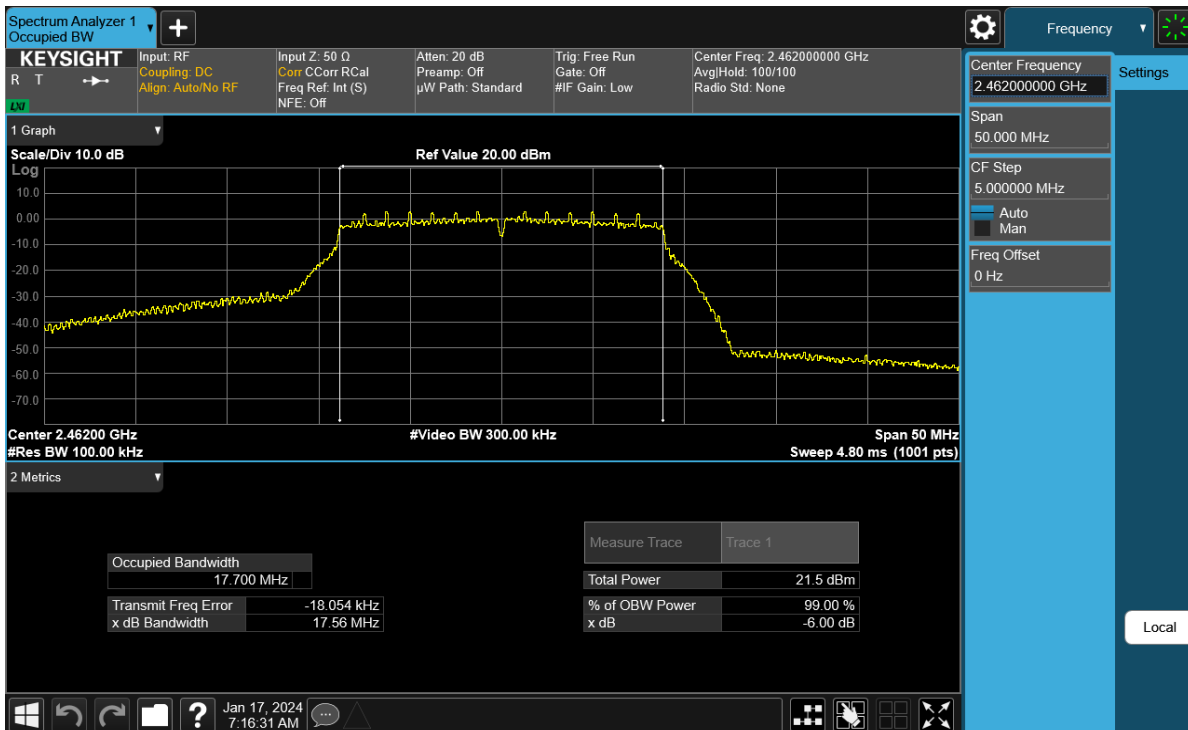 Spectrum Analyzer 1
Occupied BW
Frequency
KEYSIGHT
R T
LXI
Input: RF
Coupling: DC
Align: Auto/No RF
Input Z: 50 Ω
Corr CCorr RCal
Freq Ref: Int (S)
NFE: Off
Atten: 20 dB
Preamp: Off
µW Path: Standard
Trig: Free Run
Gate: Off
#IF Gain: Low
Center Freq: 2.462000000 GHz
Avg|Hold: 100/100
Radio Std: None
Center Frequency
2.462000000 GHz
Settings
Span
50.000 MHz
CF Step
5.000000 MHz
Auto
Man
Freq Offset
0 Hz
1 Graph
Scale/Div 10.0 dB
Ref Value 20.00 dBm
Log
10.0
0.00
-10.0
-20.0
-30.0
-40.0
-50.0
-60.0
-70.0
Center 2.46200 GHz
#Video BW 300.00 kHz
Span 50 MHz
#Res BW 100.00 kHz
Sweep 4.80 ms (1001 pts)
2 Metrics
Measure Trace
Trace 1
Occupied Bandwidth
17.700 MHz
Total Power
21.5 dBm
Transmit Freq Error
-18.054 kHz
% of OBW Power
99.00 %
x dB Bandwidth
17.56 MHz
x dB
-6.00 dB
Local
Jan 17, 2024
7:16:31 AM